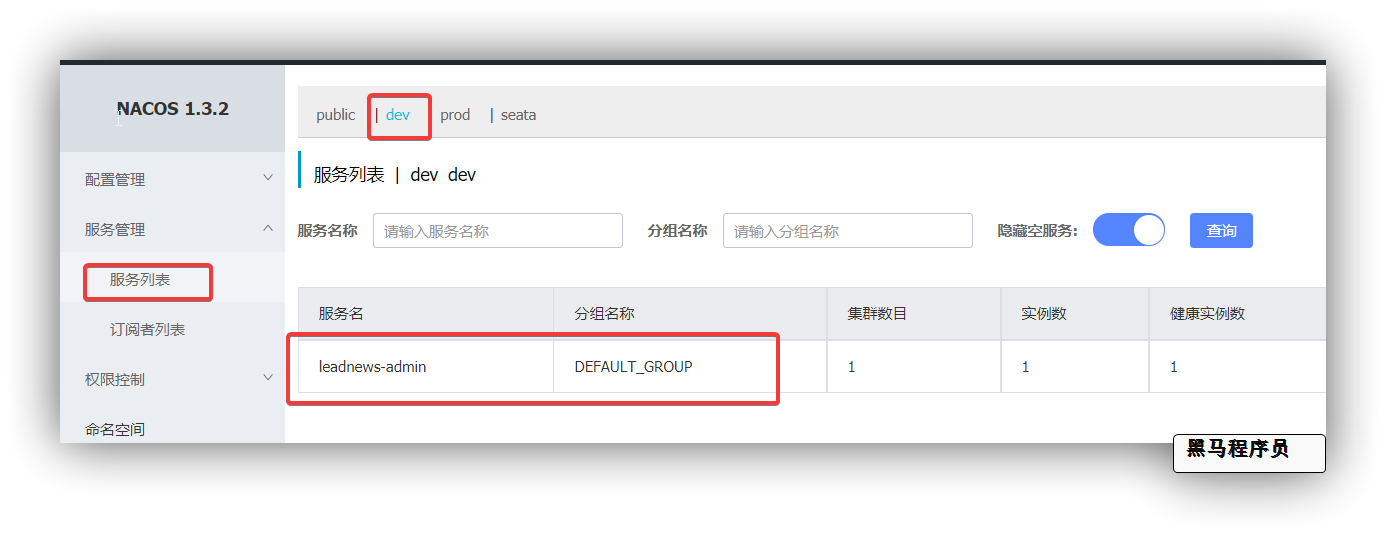 NACOS 1.3.2
public | dev prod | seata
服务列表 | dev dev
服务名称 请输入服务名称 分组名称 请输入分组名称 隐藏空服务: 查询
配置管理
服务管理
服务列表
订阅者列表
权限控制
命名空间
服务名 分组名称 集群数目 实例数 健康实例数
leadnews-admin DEFAULT_GROUP 1 1 1
黑马程序员